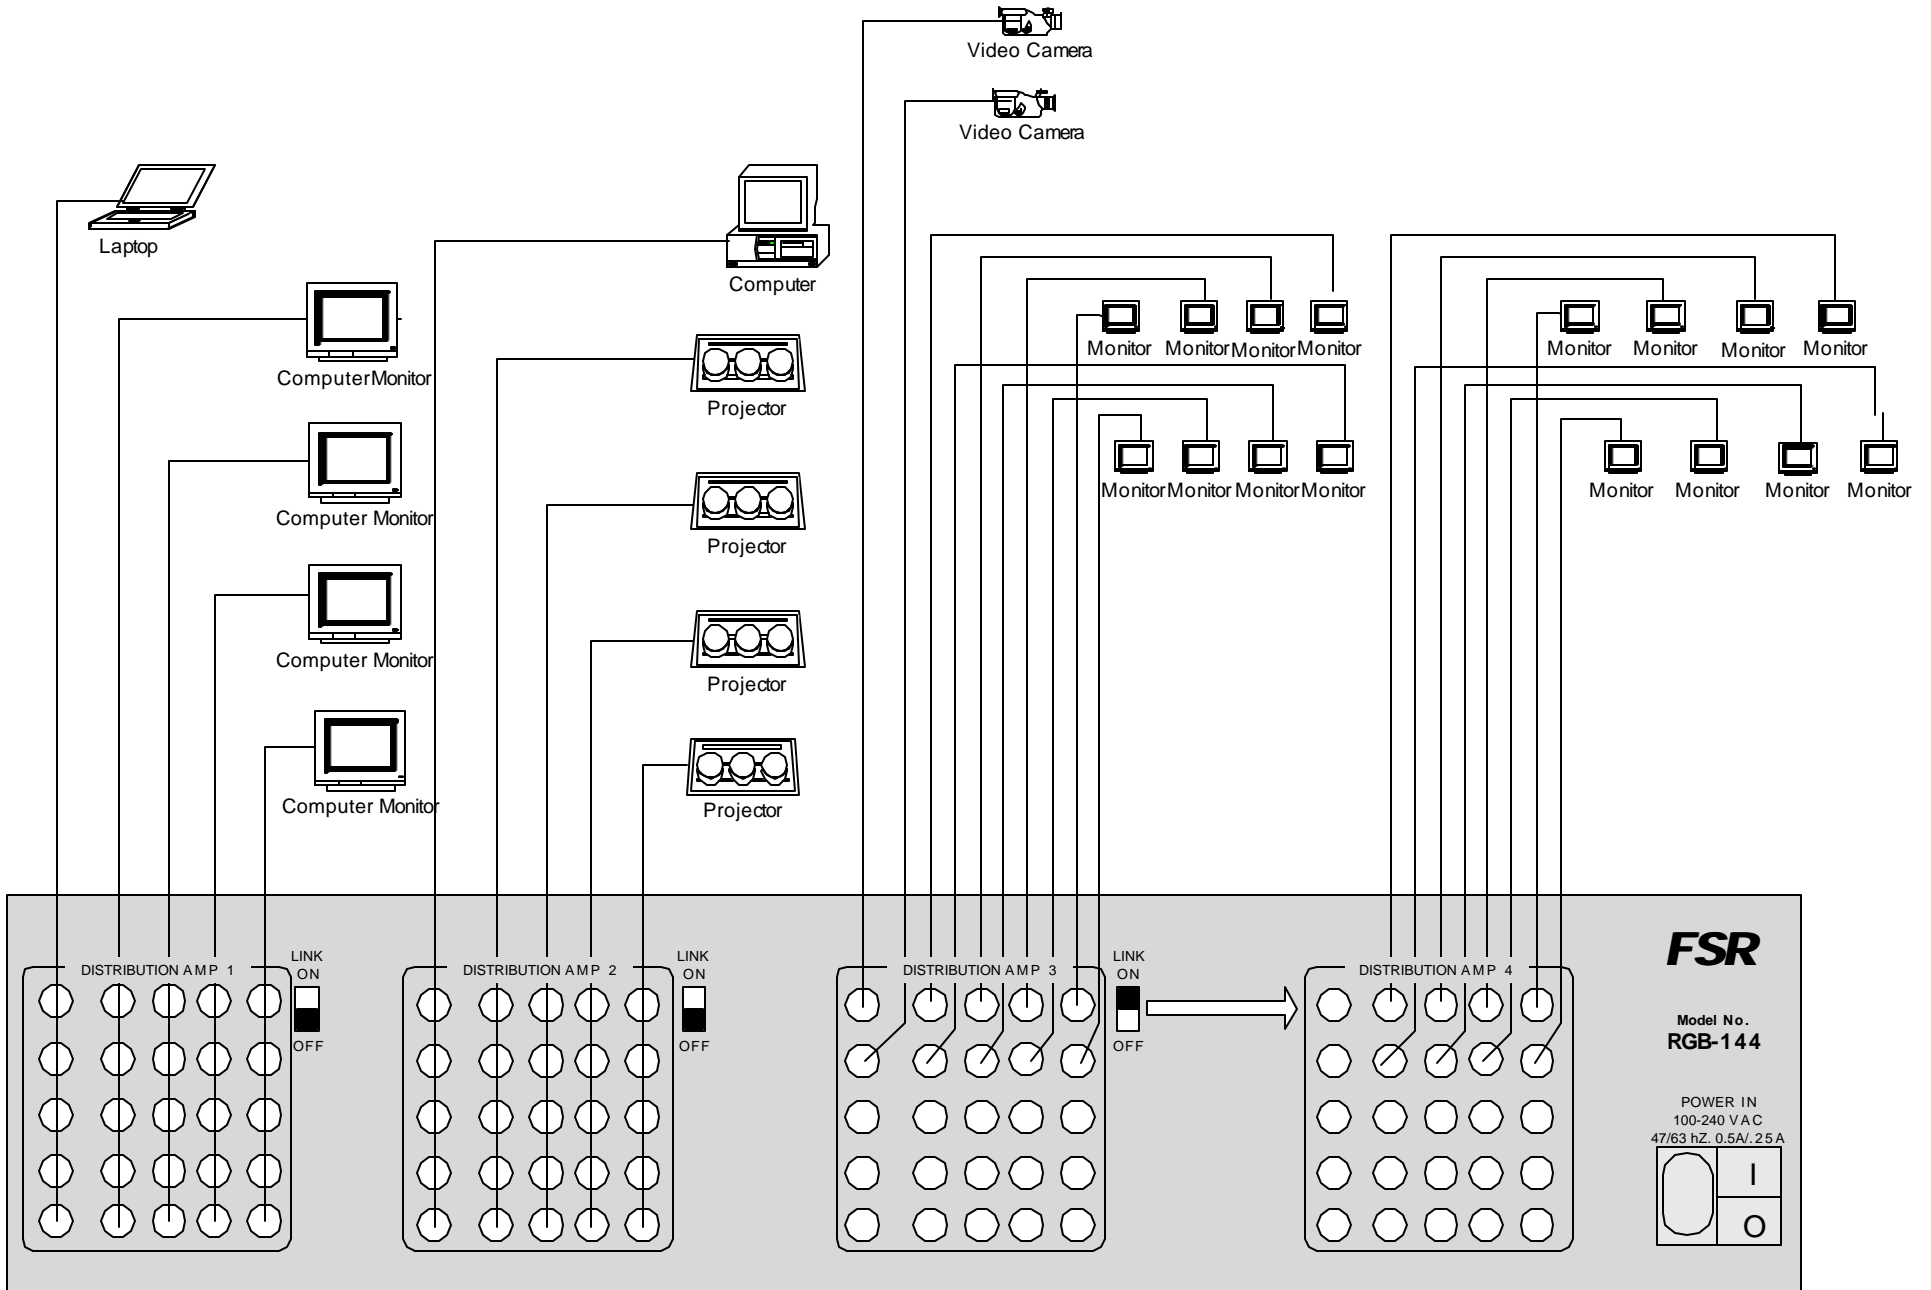 Video Camera
Video Camera
Laptop
Computer
Computer Monitor
Computer Monitor
Computer Monitor
Computer Monitor
Projector
Projector
Projector
Projector
Monitor Monitor Monitor Monitor
Monitor Monitor Monitor Monitor
Monitor Monitor Monitor Monitor
Monitor Monitor Monitor Monitor
DISTRIBUTION AMP 1
LINK
ON
OFF
DISTRIBUTION AMP 2
LINK
ON
OFF
DISTRIBUTION AMP 3
LINK
ON
OFF
DISTRIBUTION AMP 4
FSR
Model No.
RGB-144
POWER IN
100-240 VAC
47/63 hZ. 0.5A/.25A
I
O